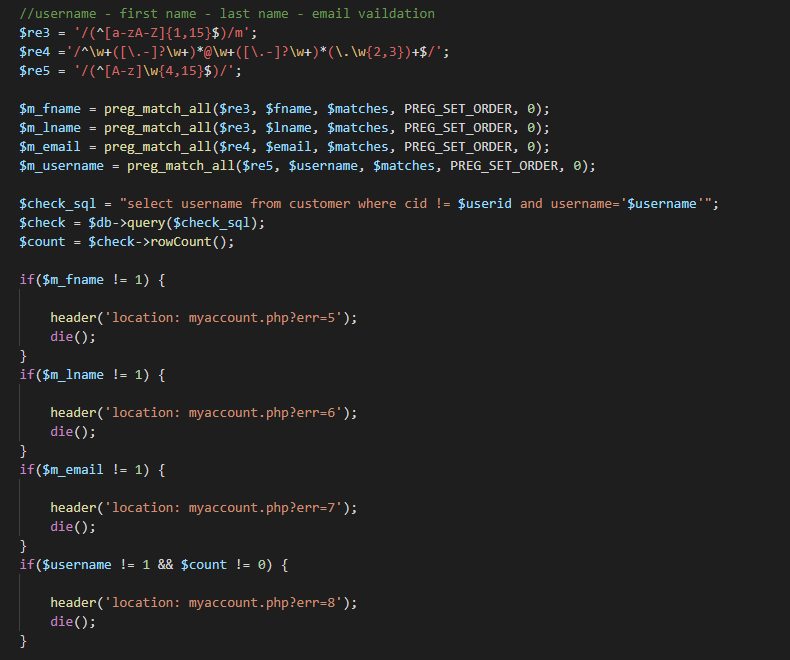 //username - first name - last name - email vaildation
$re3 = '/(^[a-zA-Z]{1,15}$)/m';
$re4 ='/^\w+([\.-]?\w+)*@\w+([\.-]?\w+)*(\.\w{2,3})+$/';
$re5 = '/(^[A-z]\w{4,15}$)/';
$m_fname = preg_match_all($re3, $fname, $matches, PREG_SET_ORDER, 0);
$m_lname = preg_match_all($re3, $lname, $matches, PREG_SET_ORDER, 0);
$m_email = preg_match_all($re4, $email, $matches, PREG_SET_ORDER, 0);
$m_username = preg_match_all($re5, $username, $matches, PREG_SET_ORDER, 0);
$check_sql = "select username from customer where cid != $userid and username='$username'";
$check = $db->query($check_sql);
$count = $check->rowCount();
if($m_fname != 1) {
header('location: myaccount.php?err=5');
die();
}
if($m_lname != 1) {
header('location: myaccount.php?err=6');
die();
}
if($m_email != 1) {
header('location: myaccount.php?err=7');
die();
}
if($username != 1 && $count != 0) {
header('location: myaccount.php?err=8');
die();
}